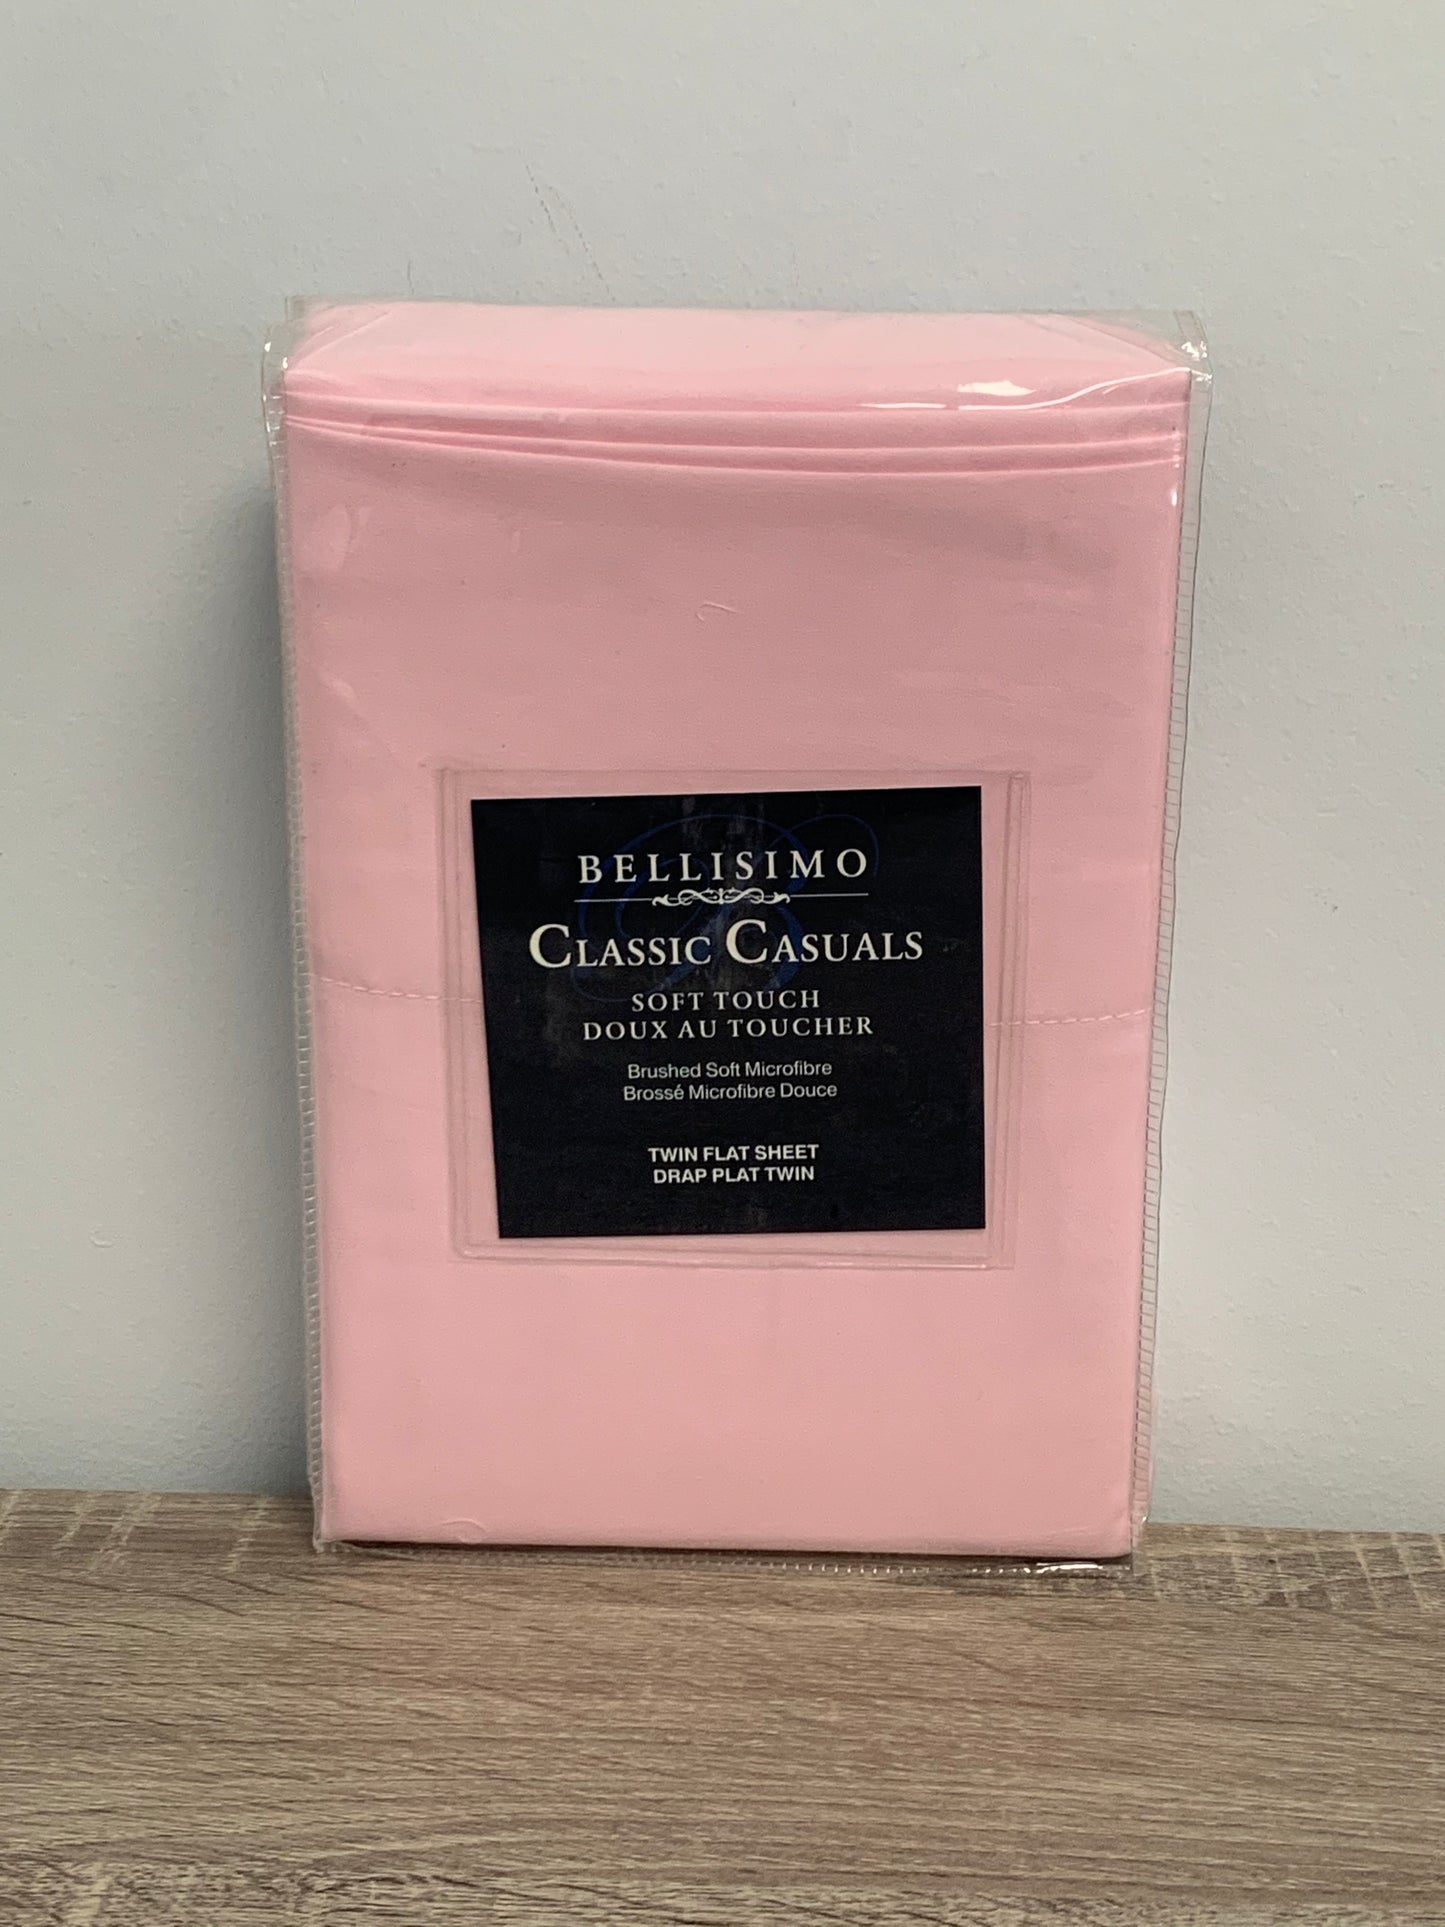 BELLISIMO
CLASSIC CASUALS
SOFT TOUCH
DOUX AU TOUCHER
Brushed Soft Microfibre
Brossé Microfibre Douce
TWIN FLAT SHEET
DRAP PLAT TWIN